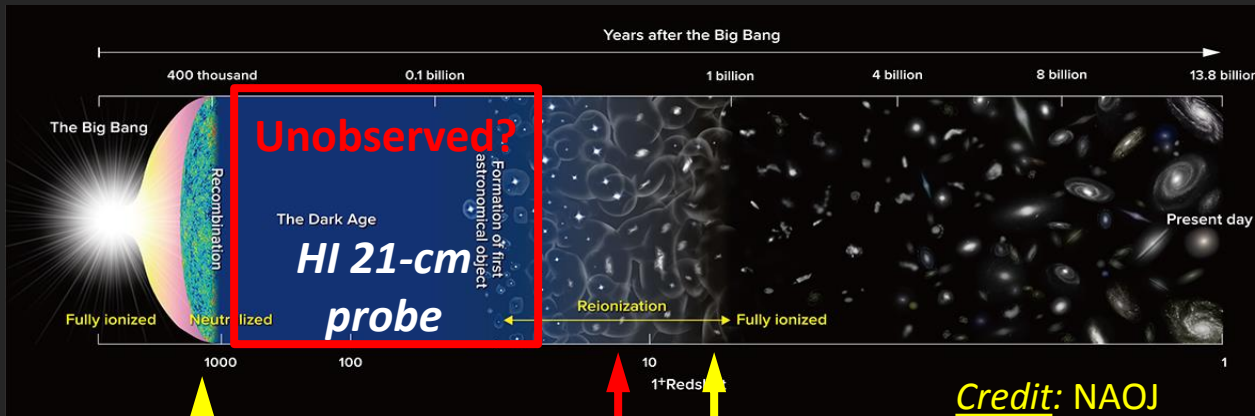 Years after the Big Bang
400 thousand 0.1 billion 1 billion 4 billion 8 billion 13.8 billion
The Big Bang
Unobserved?
Recombination
Formation of first
astronomical object
The Dark Age
Present day
HI 21-cm
probe
Reionization
Fully ionized Neutralized Fully ionized
1000 100 10 1
1+Redshift
Credit: NAOJ